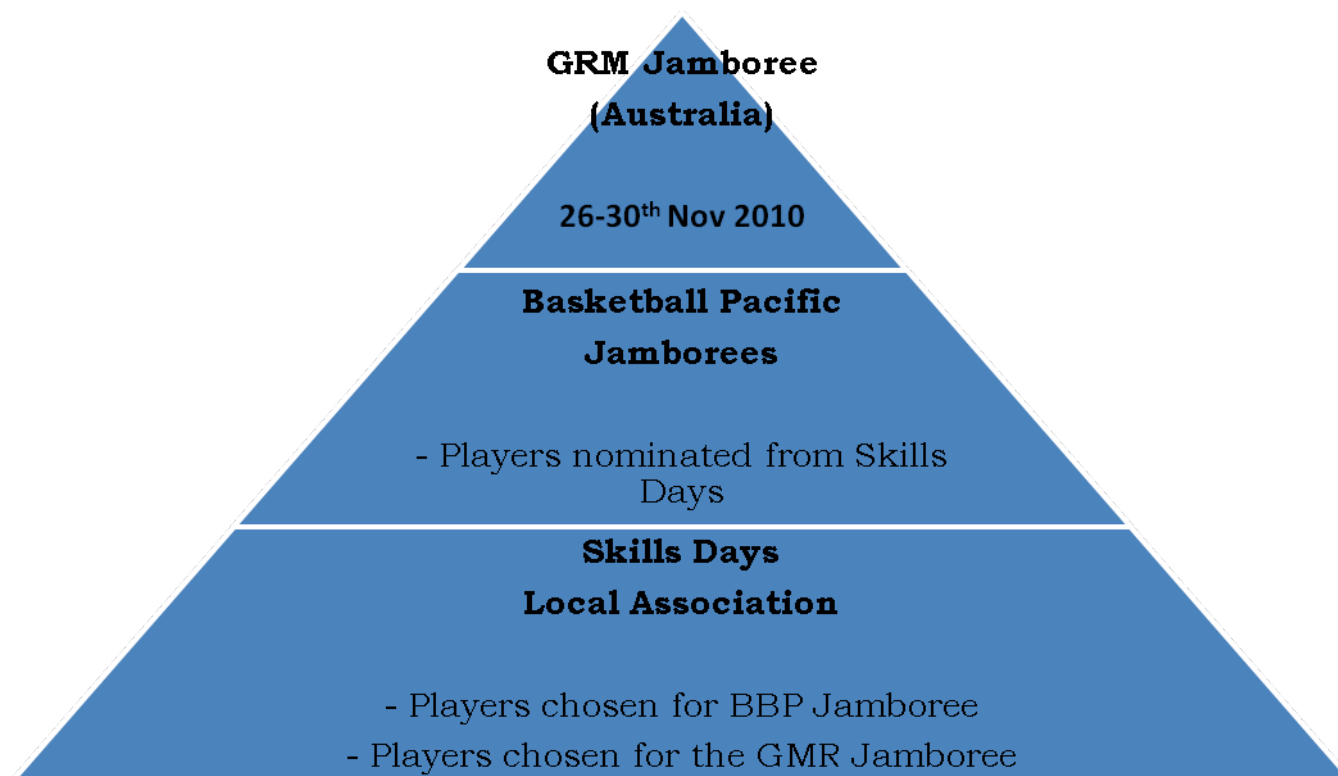 GRM Jamboree
(Australia)
26-30th Nov 2010
Basketball Pacific
Jamborees
- Players nominated from Skills
Days
Skills Days
Local Association
- Players chosen for BBP Jamboree
- Players chosen for the GMR Jamboree